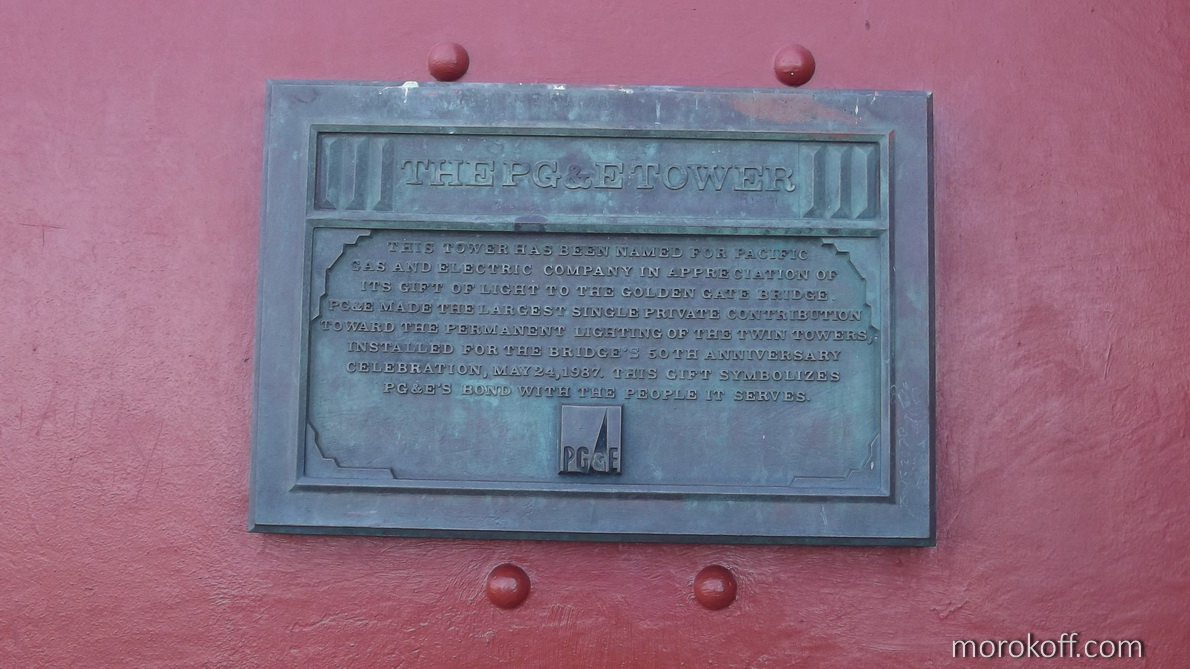 THE PG&E TOWER
THIS TOWER HAS BEEN NAMED FOR PACIFIC
GAS AND ELECTRIC COMPANY IN APPRECIATION OF
ITS GIFT OF LIGHT TO THE GOLDEN GATE BRIDGE.
PG&E MADE THE LARGEST SINGLE PRIVATE CONTRIBUTION
TOWARD THE PERMANENT LIGHTING OF THE TWIN TOWERS,
INSTALLED FOR THE BRIDGE'S 50TH ANNIVERSARY
CELEBRATION, MAY 24, 1987. THIS GIFT SYMBOLIZES
PG&E'S BOND WITH THE PEOPLE IT SERVES.
PG&E
morokoff.com